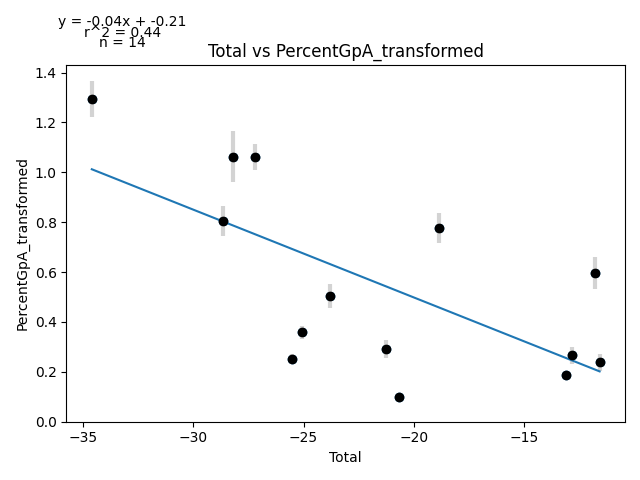 y = -0.04x + -0.21
r^2 = 0.44
n = 14
Total vs PercentGpA_transformed
PercentGpA_transformed
1.4
1.2
1.0
0.8
0.6
0.4
0.2
0.0
−35
−30
−25
−20
−15
Total